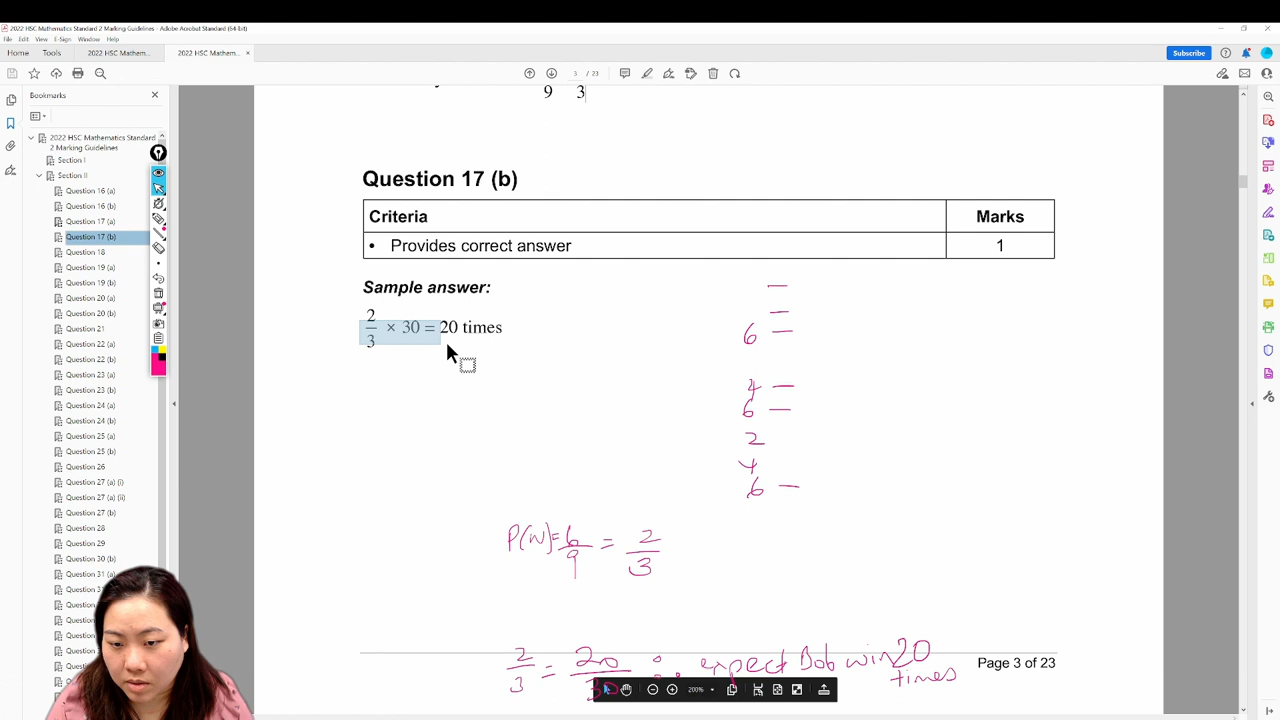 2022 HSC Mathematics Standard 2 Marking Guidelines - Adobe Acrobat Standard (64-bit)
File Edit View E-Sign Window Help
Home Tools 2022 HSC Mathem... 2022 HSC Mathem... × Subscribe
3 / 23
Bookmarks
2022 HSC Mathematics Standard
2 Marking Guidelines
Section I
Section II
Question 16 (a)
Question 16 (b)
Question 17 (a)
Question 17 (b)
Question 18
Question 19 (a)
Question 19 (b)
Question 20 (a)
Question 20 (b)
Question 21
Question 22 (a)
Question 22 (b)
Question 23 (a)
Question 23 (b)
Question 24 (a)
Question 24 (b)
Question 25 (a)
Question 25 (b)
Question 26
Question 27 (a) (i)
Question 27 (a) (ii)
Question 27 (b)
Question 28
Question 29
Question 30 (b)
Question 31 (a)
9 3
Question 17 (b)
Criteria Marks
• Provides correct answer 1
Sample answer:
2/3 × 30 = 20 times
6 —
4 —
6 —
2
4
6 —
P(W)= 6/9 = 2/3
2/3 = 20/30 ∴ expect Bob win 20
times
Page 3 of 23
200%